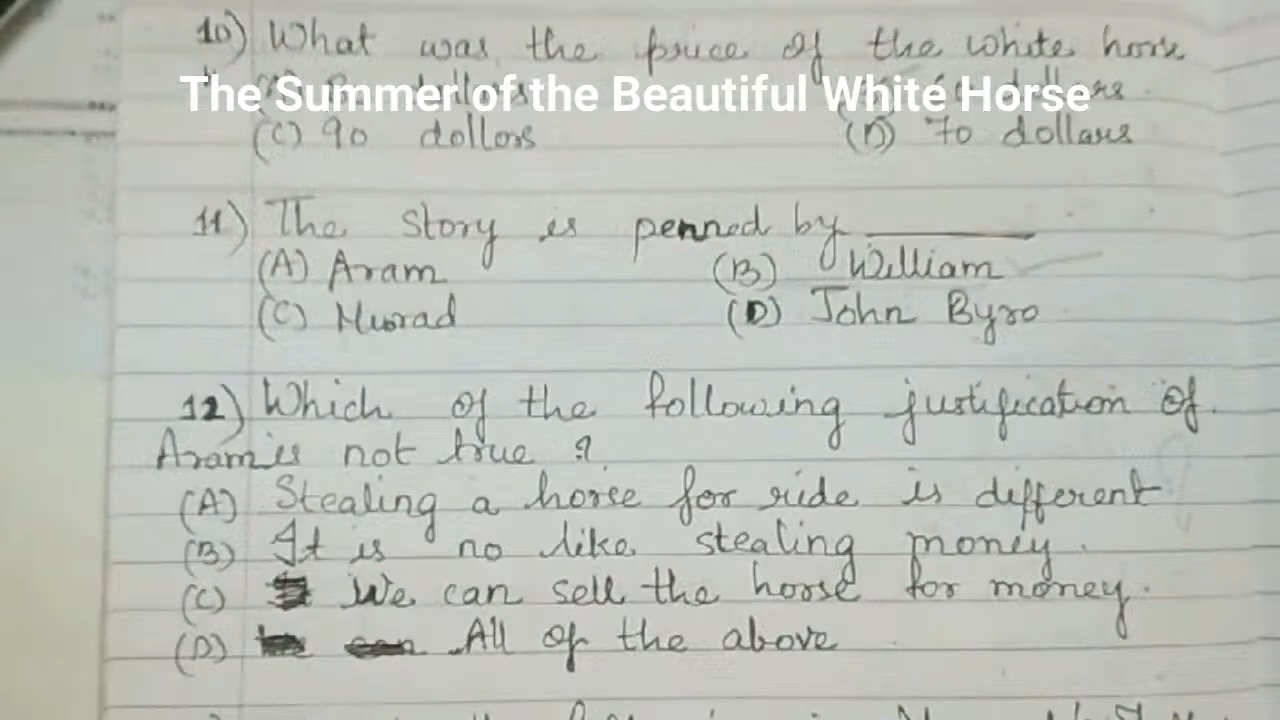 10) What was the price of the white horse
The Summer of the Beautiful White Horse
(C) 90 dollors (D) 70 dollars
11) The story is penned by ______
(A) Aram (B) William
(C) Murad (D) John Byro
12) Which of the following justification of
Aram is not true ?
(A) Stealing a horse for ride is different
(B) It is no like stealing money.
(C) We can sell the horse for money.
(D) All of the above